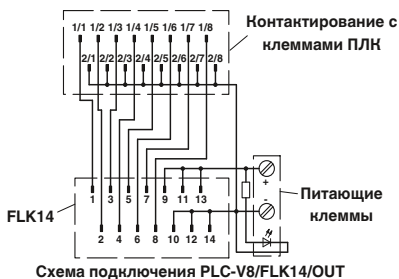 Контактирование с
клеммами ПЛК
1/1 1/2 1/3 1/4 1/5 1/6 1/7 1/8
2/1 2/2 2/3 2/4 2/5 2/6 2/7 2/8
1 3 5 7 9 11 13
+
-
Питающие
клеммы
FLK14
2 4 6 8 10 12 14
Схема подключения PLC-V8/FLK14/OUT